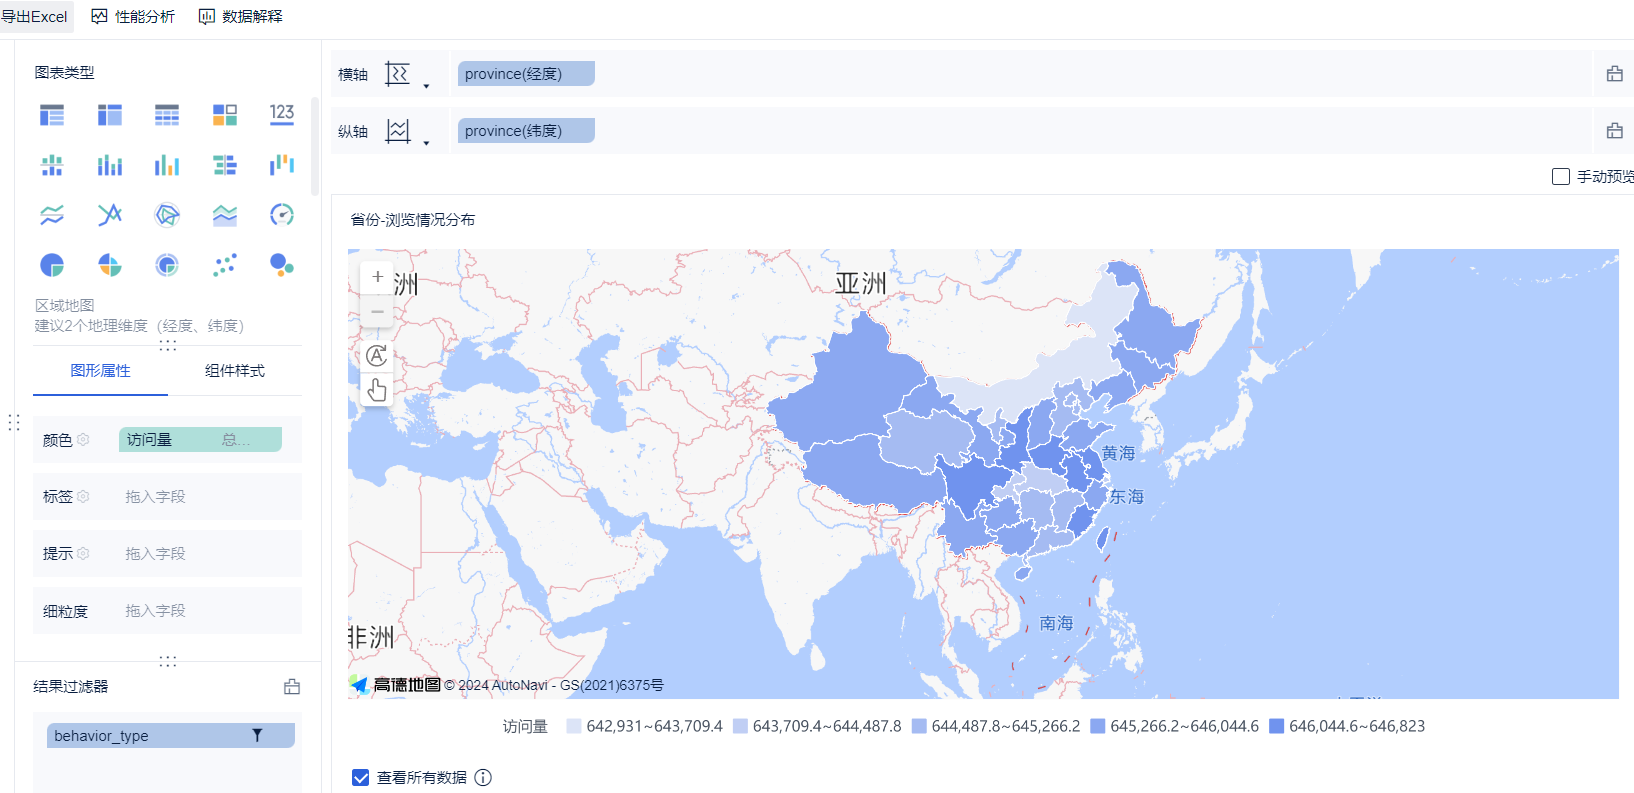 导出Excel 性能分析 数据解释
图表类型
123
区域地图
建议2个地理维度（经度、纬度）
图形属性 组件样式
颜色 访问量 总...
标签 拖入字段
提示 拖入字段
细粒度 拖入字段
结果过滤器
behavior_type
横轴 province(经度)
纵轴 province(纬度)
手动预览
省份-浏览情况分布
+
洲
亚洲
−
A
黄海
东海
南海
非洲
高德地图 © 2024 AutoNavi - GS(2021)6375号
访问量 642,931~643,709.4 643,709.4~644,487.8 644,487.8~645,266.2 645,266.2~646,044.6 646,044.6~646,823
查看所有数据